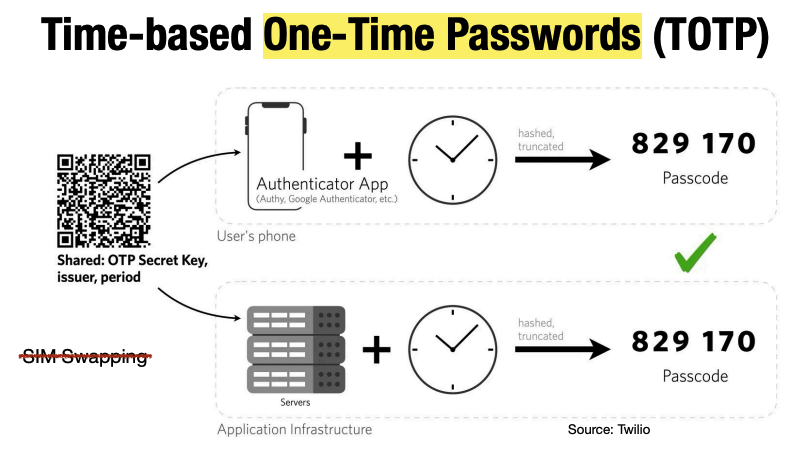 Time-based One-Time Passwords (TOTP)
hashed,
truncated
829 170
Passcode
Authenticator App
(Authy, Google Authenticator, etc.)
User's phone
Shared: OTP Secret Key,
issuer, period
SIM Swapping
hashed,
truncated
829 170
Passcode
Servers
Application Infrastructure
Source: Twilio